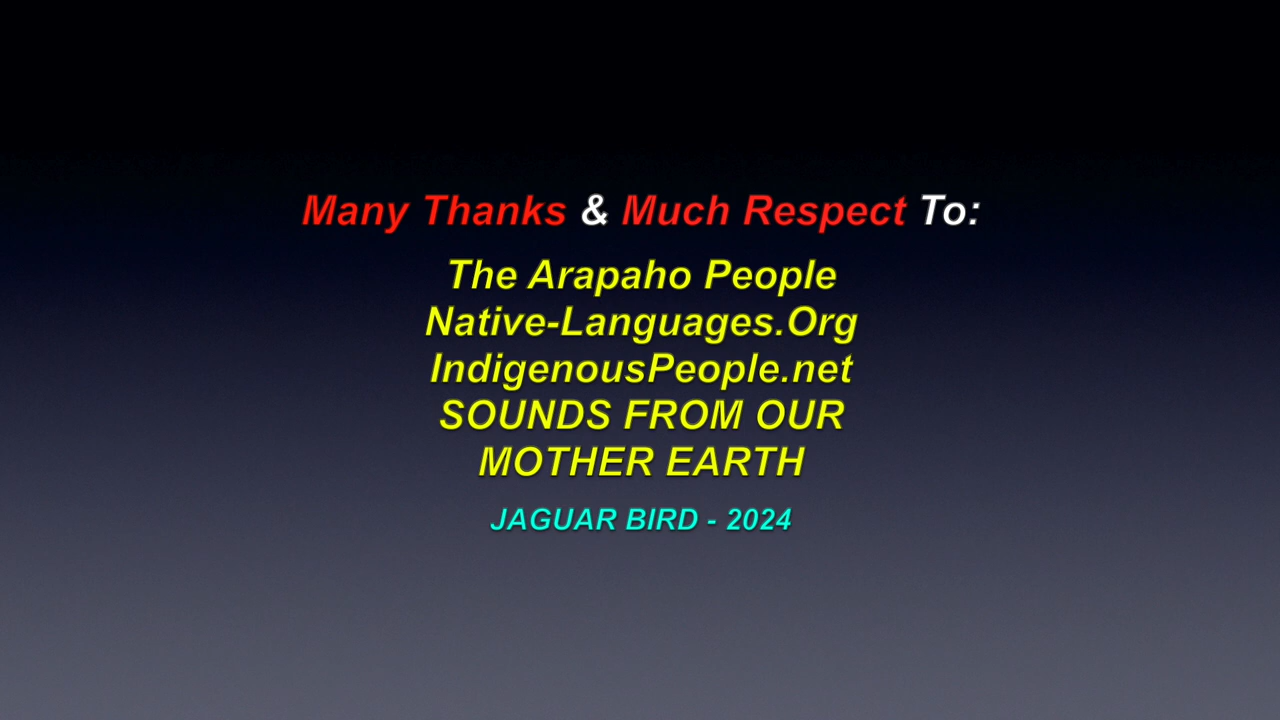 Many Thanks & Much Respect To:
The Arapaho People
Native-Languages.Org
IndigenousPeople.net
SOUNDS FROM OUR
MOTHER EARTH
JAGUAR BIRD - 2024